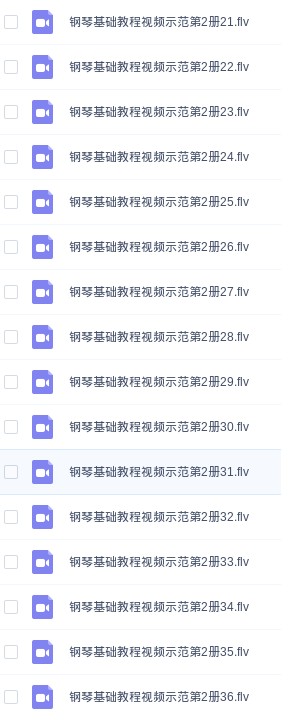 钢琴基础教程视频示范第2册21.flv
钢琴基础教程视频示范第2册22.flv
钢琴基础教程视频示范第2册23.flv
钢琴基础教程视频示范第2册24.flv
钢琴基础教程视频示范第2册25.flv
钢琴基础教程视频示范第2册26.flv
钢琴基础教程视频示范第2册27.flv
钢琴基础教程视频示范第2册28.flv
钢琴基础教程视频示范第2册29.flv
钢琴基础教程视频示范第2册30.flv
钢琴基础教程视频示范第2册31.flv
钢琴基础教程视频示范第2册32.flv
钢琴基础教程视频示范第2册33.flv
钢琴基础教程视频示范第2册34.flv
钢琴基础教程视频示范第2册35.flv
钢琴基础教程视频示范第2册36.flv